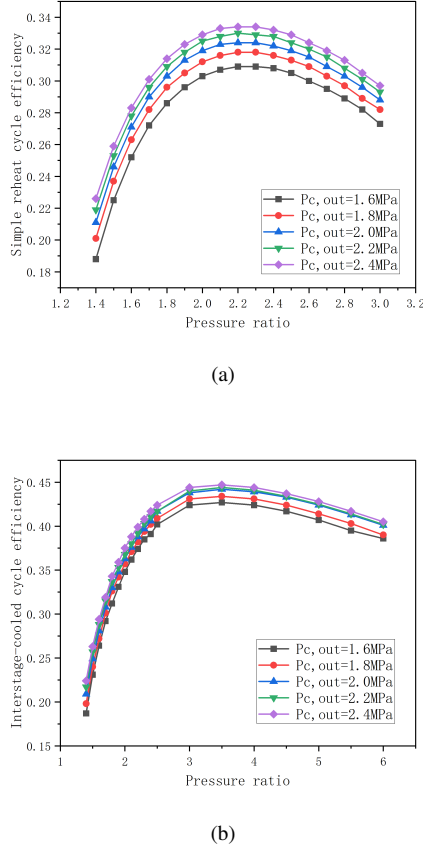 0.34
0.32
0.30
0.28
0.26
0.24
0.22
0.20
0.18
Simple reheat cycle efficiency
Pc,out=1.6MPa
Pc,out=1.8MPa
Pc,out=2.0MPa
Pc,out=2.2MPa
Pc,out=2.4MPa
1.2 1.4 1.6 1.8 2.0 2.2 2.4 2.6 2.8 3.0 3.2
Pressure ratio
(a)
0.45
0.40
0.35
0.30
0.25
0.20
0.15
Interstage-cooled cycle efficiency
Pc,out=1.6MPa
Pc,out=1.8MPa
Pc,out=2.0MPa
Pc,out=2.2MPa
Pc,out=2.4MPa
1 2 3 4 5 6
Pressure ratio
(b)